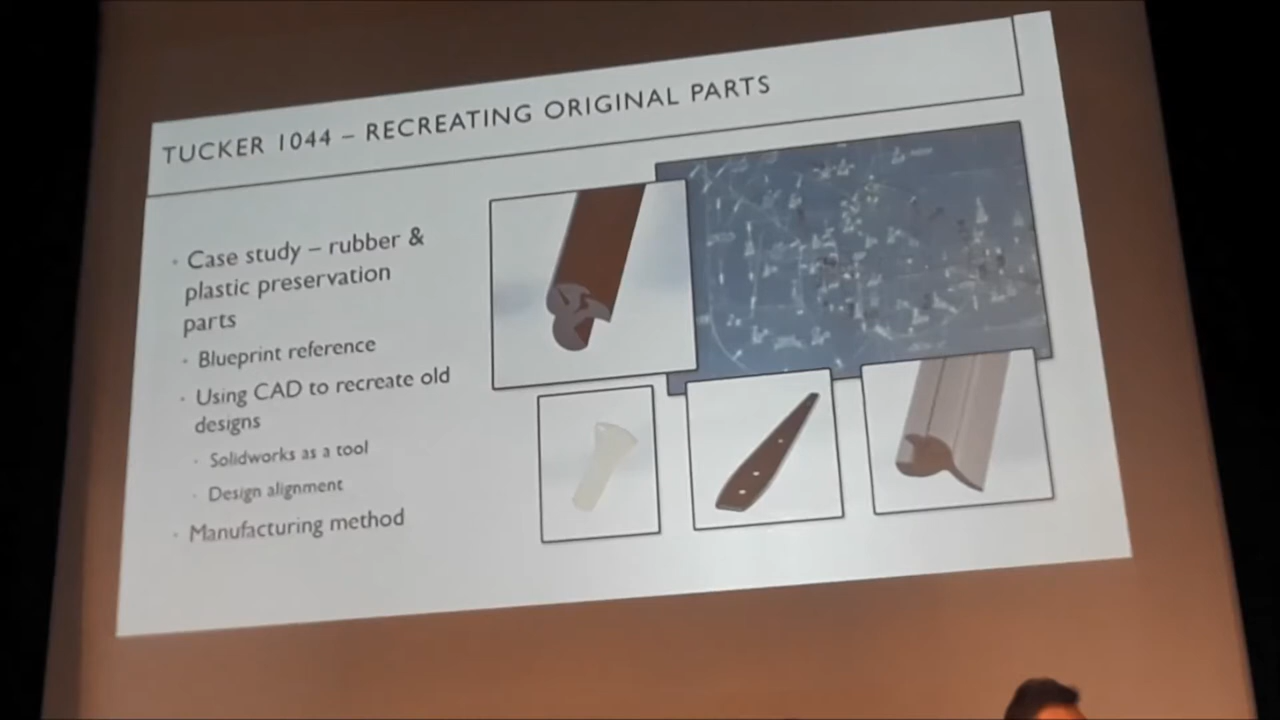 TUCKER 1044 – RECREATING ORIGINAL PARTS
Case study – rubber &
plastic preservation
parts
Blueprint reference
Using CAD to recreate old
designs
Solidworks as a tool
Design alignment
Manufacturing method